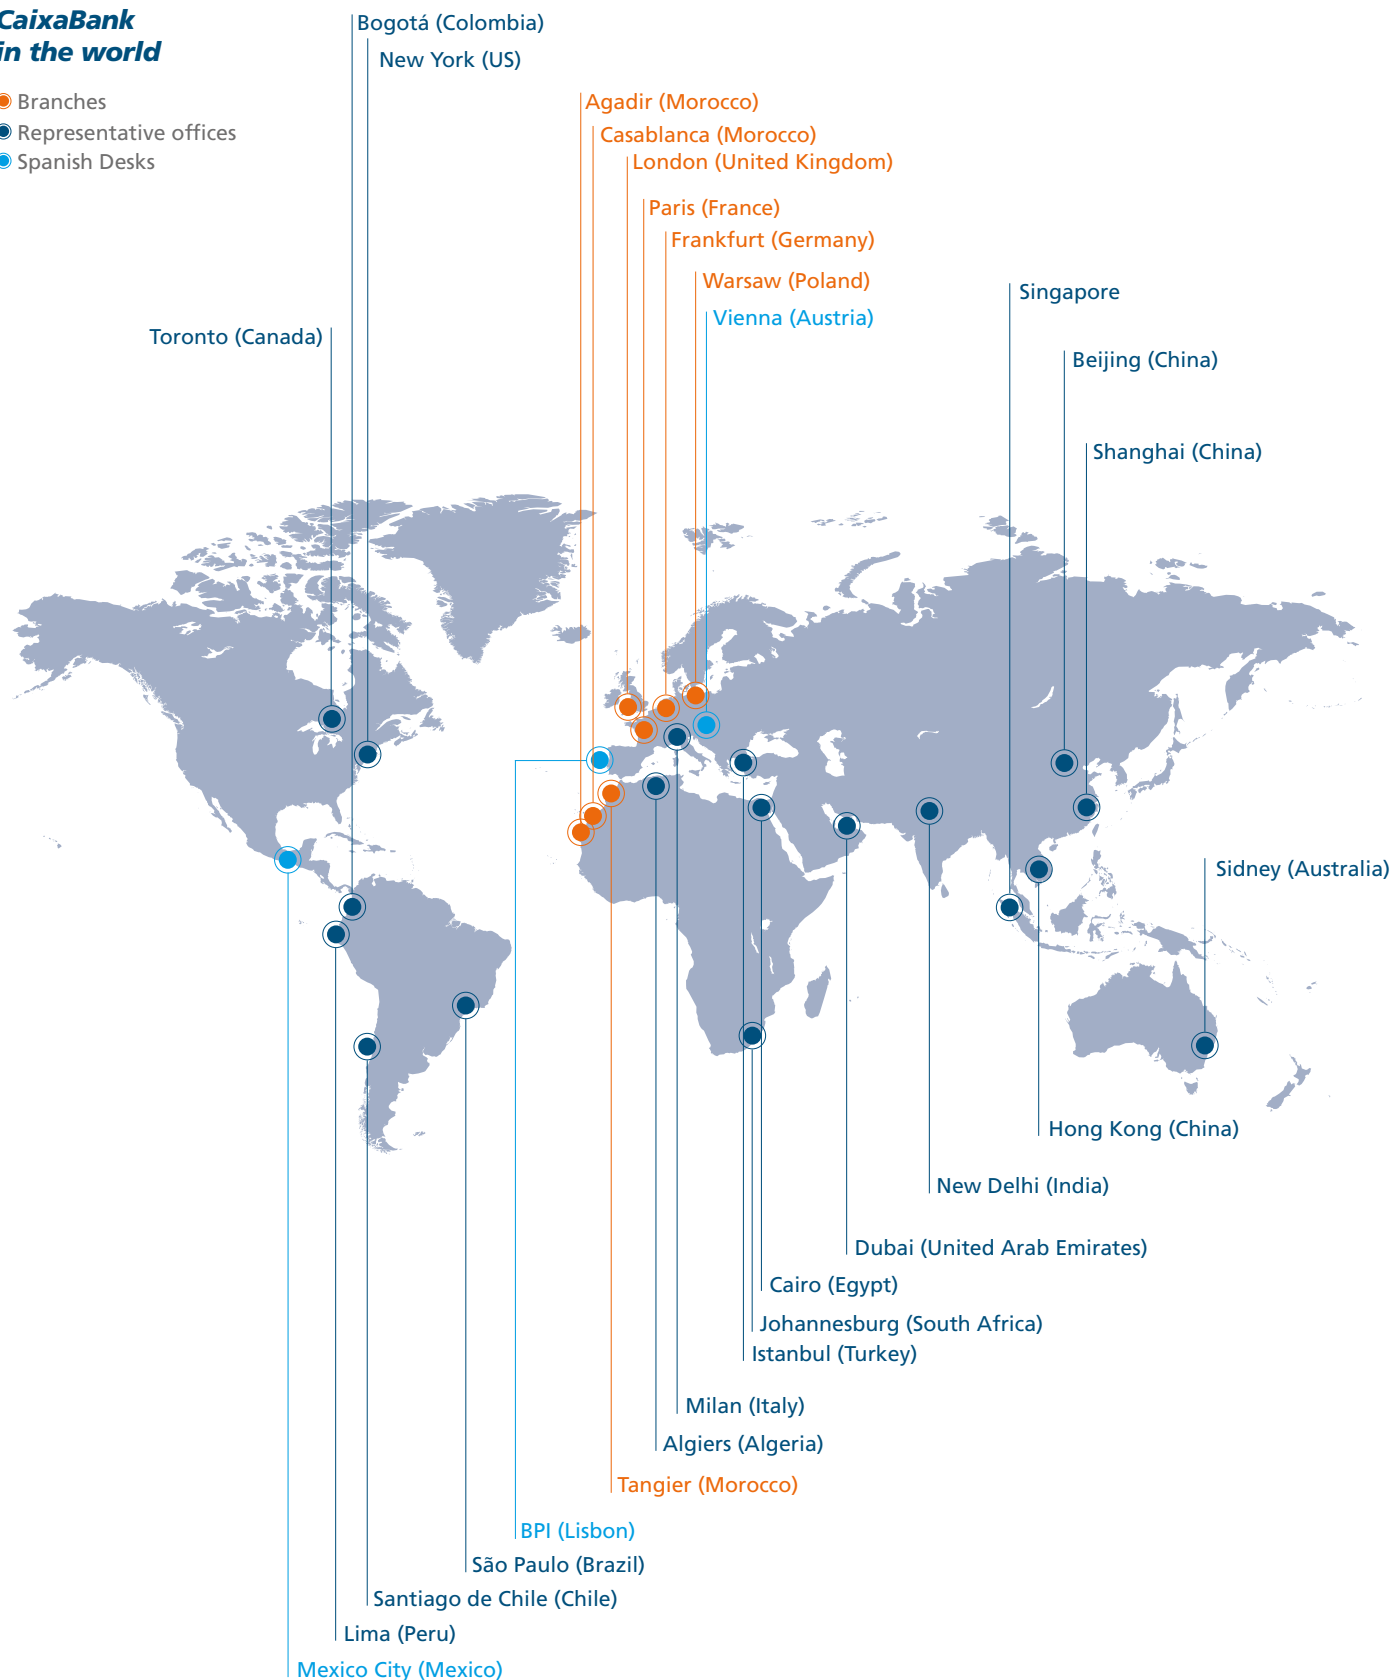 CaixaBank
in the world
Branches
Representative offices
Spanish Desks
Bogotá (Colombia)
New York (US)
Agadir (Morocco)
Casablanca (Morocco)
London (United Kingdom)
Paris (France)
Frankfurt (Germany)
Warsaw (Poland)
Singapore
Vienna (Austria)
Toronto (Canada)
Beijing (China)
Shanghai (China)
Sidney (Australia)
Hong Kong (China)
New Delhi (India)
Dubai (United Arab Emirates)
Cairo (Egypt)
Johannesburg (South Africa)
Istanbul (Turkey)
Milan (Italy)
Algiers (Algeria)
Tangier (Morocco)
BPI (Lisbon)
São Paulo (Brazil)
Santiago de Chile (Chile)
Lima (Peru)
Mexico City (Mexico)